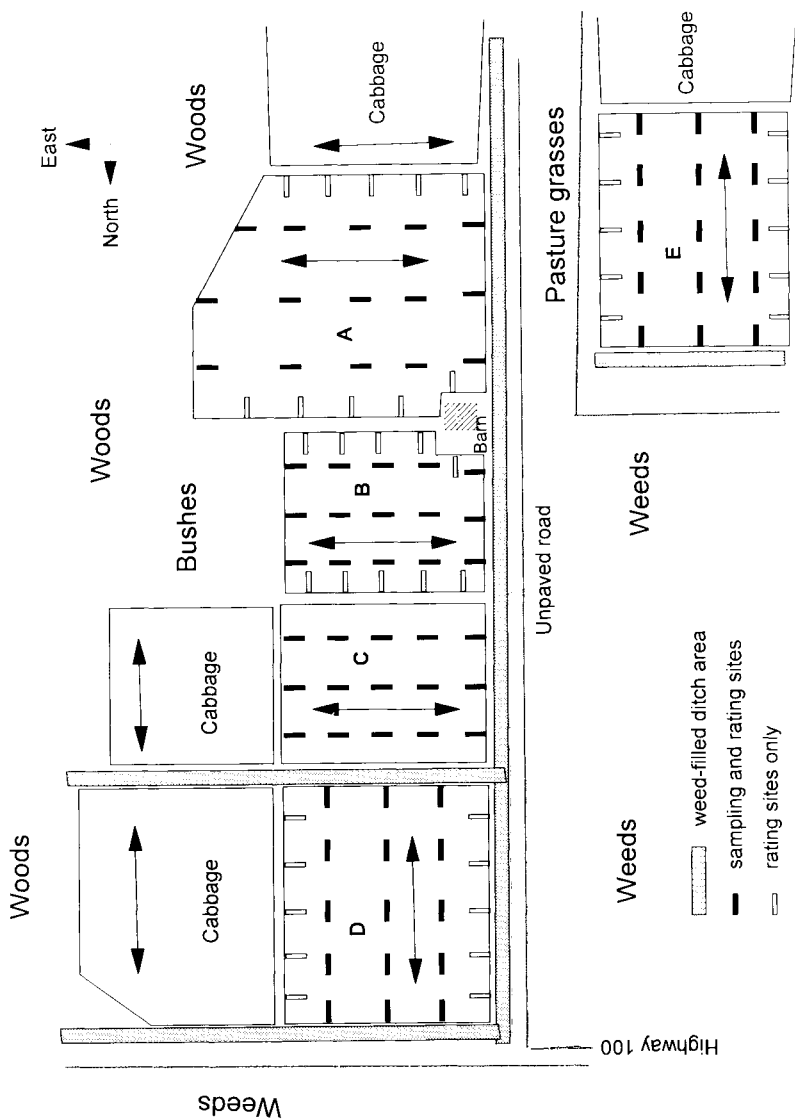 East
North
Woods
Woods
Woods
Bushes
Cabbage
Cabbage
Cabbage
A
B
C
D
Barn
Unpaved road
Pasture grasses
Cabbage
E
Weeds
Weeds
Weeds
Highway 100
weed-filled ditch area
sampling and rating sites
rating sites only